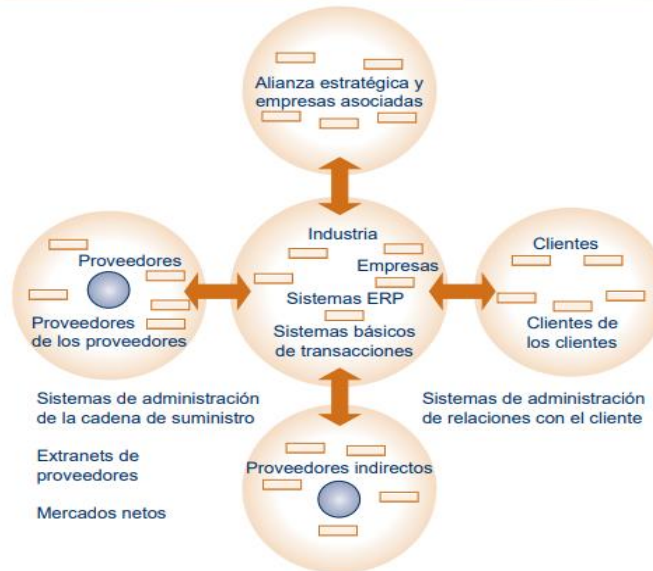 Alianza estratégica y
empresas asociadas
Industria
Empresas
Sistemas ERP
Sistemas básicos
de transacciones
Proveedores
Proveedores
de los proveedores
Clientes
Clientes de
los clientes
Sistemas de administración
de la cadena de suministro
Extranets de
proveedores
Mercados netos
Sistemas de administración
de relaciones con el cliente
Proveedores indirectos